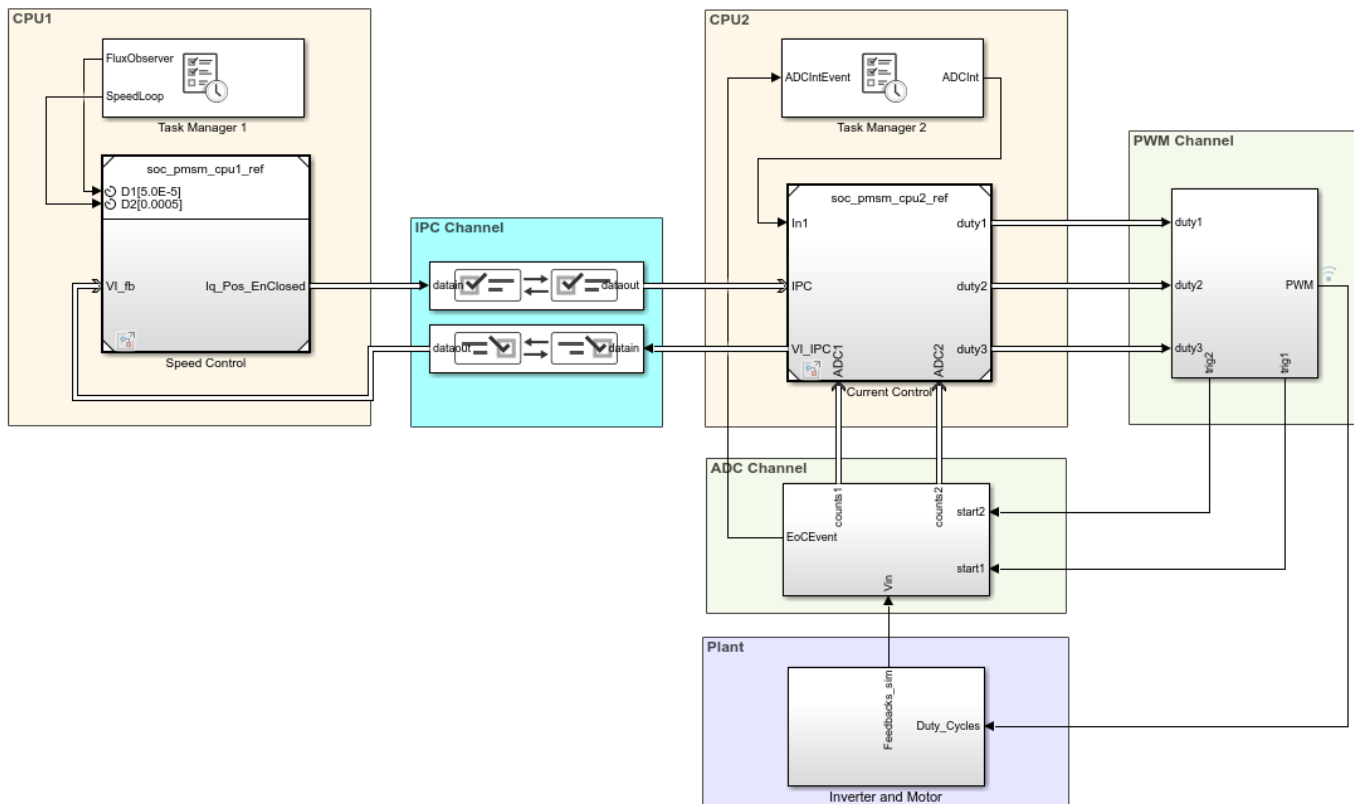 CPU1
FluxObserver
SpeedLoop
Task Manager 1
soc_pmsm_cpu1_ref
D1[5.0E-5]
D2[0.0005]
VI_fb
Iq_Pos_EnClosed
Speed Control
IPC Channel
datain
dataout
dataout
datain
CPU2
ADCIntEvent
ADCInt
Task Manager 2
soc_pmsm_cpu2_ref
In1
duty1
IPC
duty2
VI_IPC
ADC1
ADC2
duty3
Current Control
PWM Channel
duty1
duty2
PWM
duty3
trig2
trig1
ADC Channel
counts1
counts2
start2
EoCEvent
start1
Vin
Plant
Feedbacks_sim
Duty_Cycles
Inverter and Motor